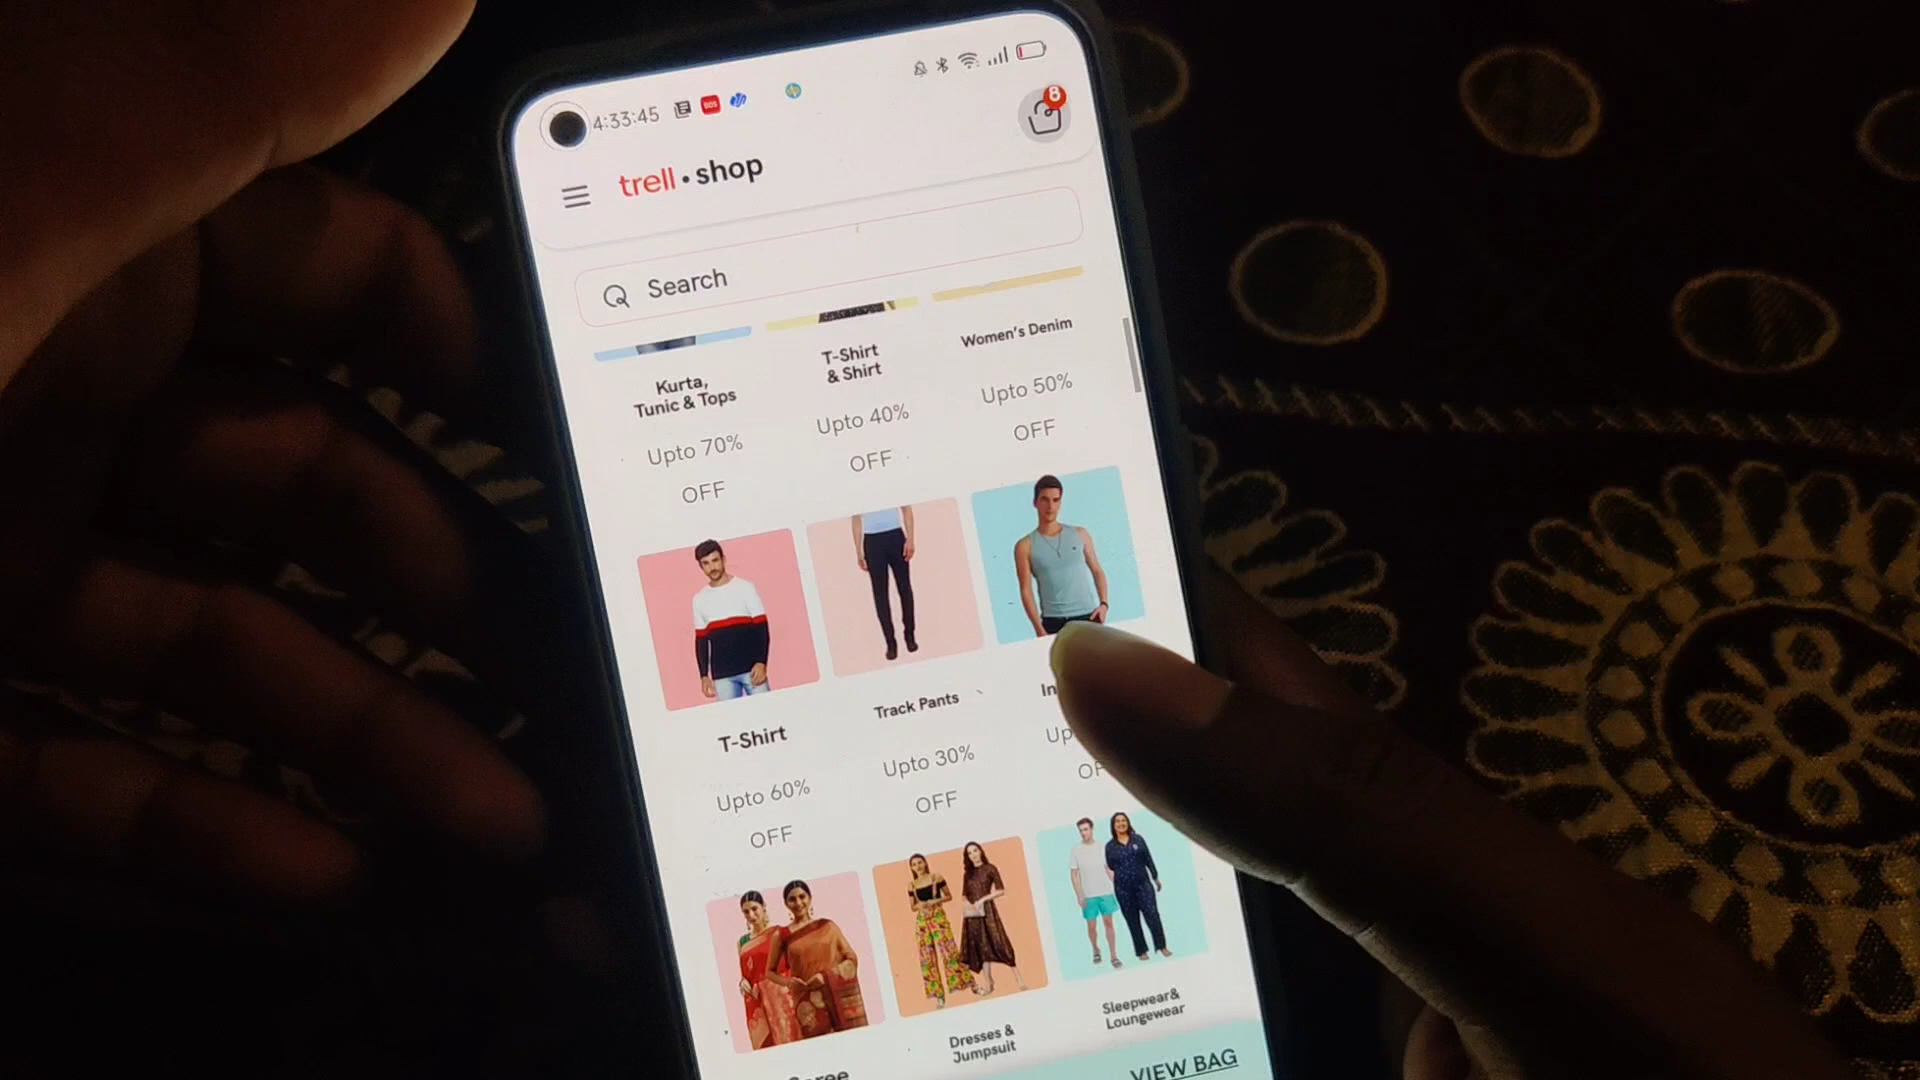 4:33:45
8
trell • shop
Search
Kurta,
Tunic & Tops
Upto 70%
OFF
T-Shirt
& Shirt
Upto 40%
OFF
Women's Denim
Upto 50%
OFF
T-Shirt
Upto 60%
OFF
Track Pants
Upto 30%
OFF
Dresses &
Jumpsuit
Sleepwear&
Loungewear
VIEW BAG